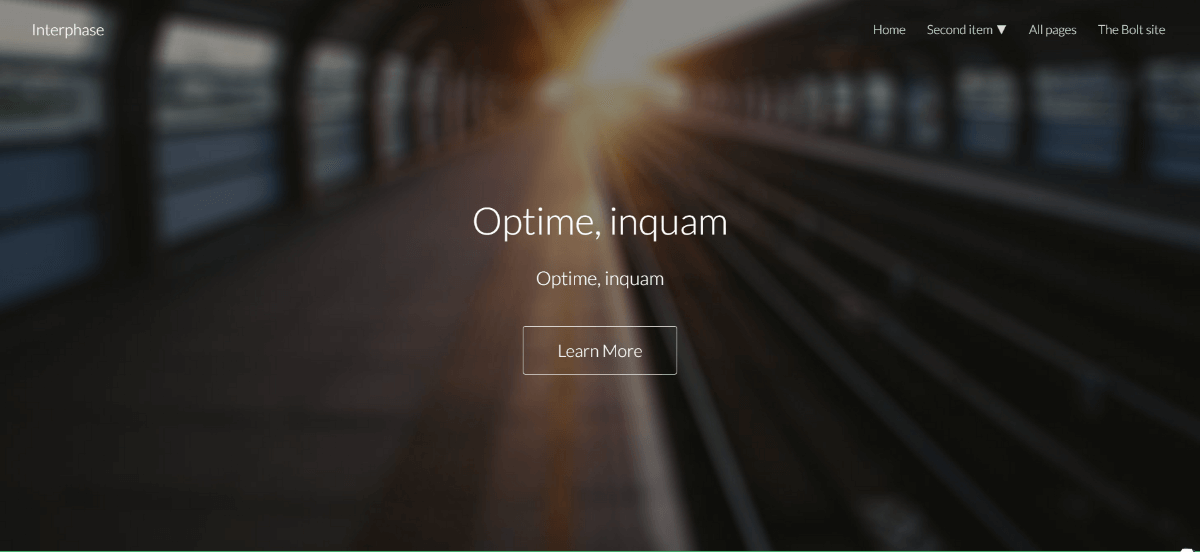 Interphase
Home Second item ▼ All pages The Bolt site
Optime, inquam
Optime, inquam
Learn More